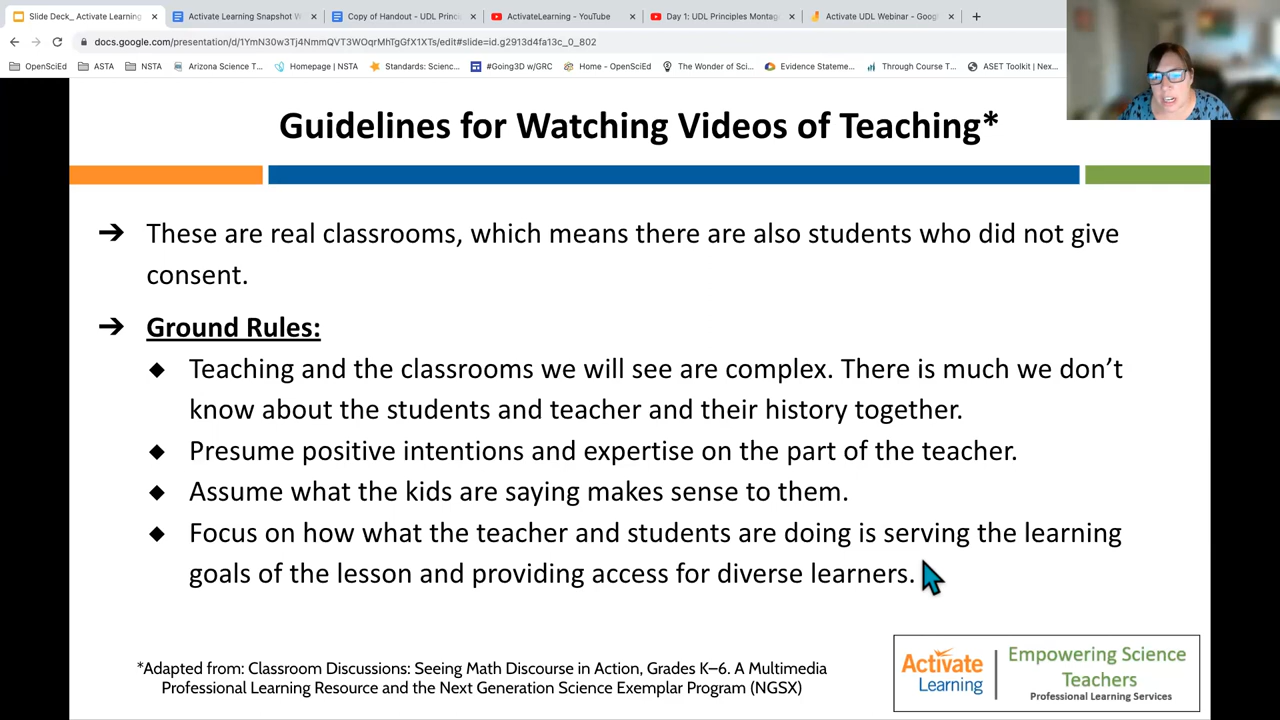 Slide Deck_ Activate Learning
Activate Learning Snapshot W
Copy of Handout - UDL Princi
ActivateLearning - YouTube
Day 1: UDL Principles Montag
Activate UDL Webinar - Goog
docs.google.com/presentation/d/1YmN30w3Tj4NmmQVT3WOqrMhTgGfX1XTs/edit#slide=id.g2913d4fa13c_0_802
OpenSciEd
ASTA
NSTA
Arizona Science T...
Homepage | NSTA
Standards: Scienc...
#Going3D w/GRC
Home - OpenSciEd
The Wonder of Sci...
Evidence Stateme...
Through Course T...
ASET Toolkit | Nex...
Guidelines for Watching Videos of Teaching*
➔ These are real classrooms, which means there are also students who did not give
consent.
➔ Ground Rules:
◆ Teaching and the classrooms we will see are complex. There is much we don’t
know about the students and teacher and their history together.
◆ Presume positive intentions and expertise on the part of the teacher.
◆ Assume what the kids are saying makes sense to them.
◆ Focus on how what the teacher and students are doing is serving the learning
goals of the lesson and providing access for diverse learners.
*Adapted from: Classroom Discussions: Seeing Math Discourse in Action, Grades K–6. A Multimedia
Professional Learning Resource and the Next Generation Science Exemplar Program (NGSX)
Activate
Learning
Empowering Science
Teachers
Professional Learning Services